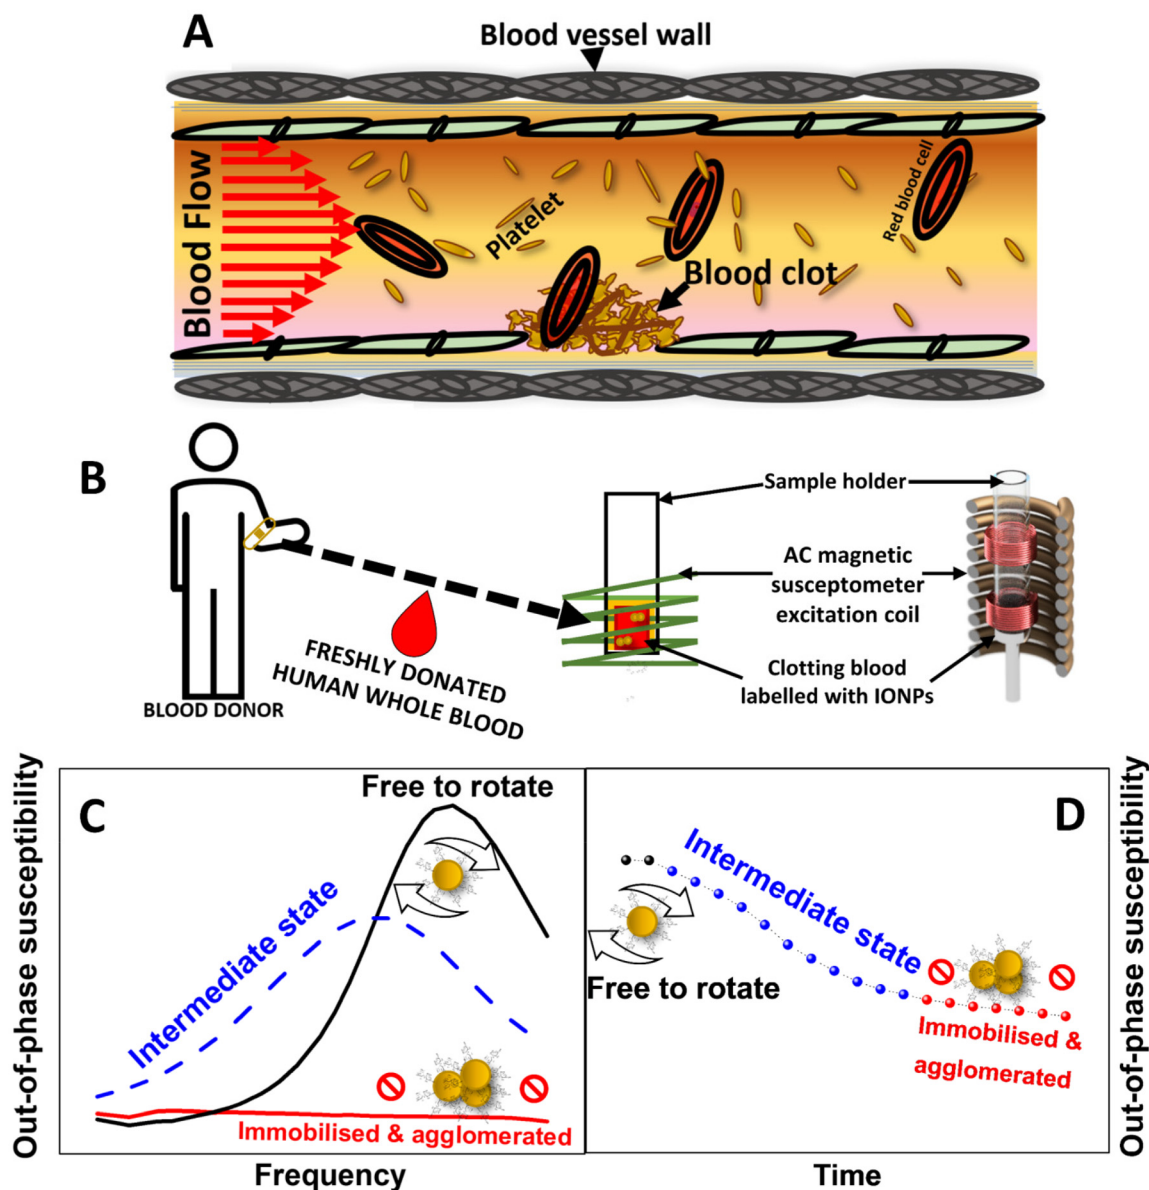 A
Blood vessel wall
Blood Flow
Platelet
Red blood cell
Blood clot
B
Sample holder
AC magnetic
susceptometer
excitation coil
Clotting blood
labelled with IONPs
FRESHLY DONATED
HUMAN WHOLE BLOOD
BLOOD DONOR
Out-of-phase susceptibility
C
Free to rotate
Intermediate state
Immobilised & agglomerated
Frequency
D
Intermediate state
Free to rotate
Immobilised &
agglomerated
Time
Out-of-phase susceptibility